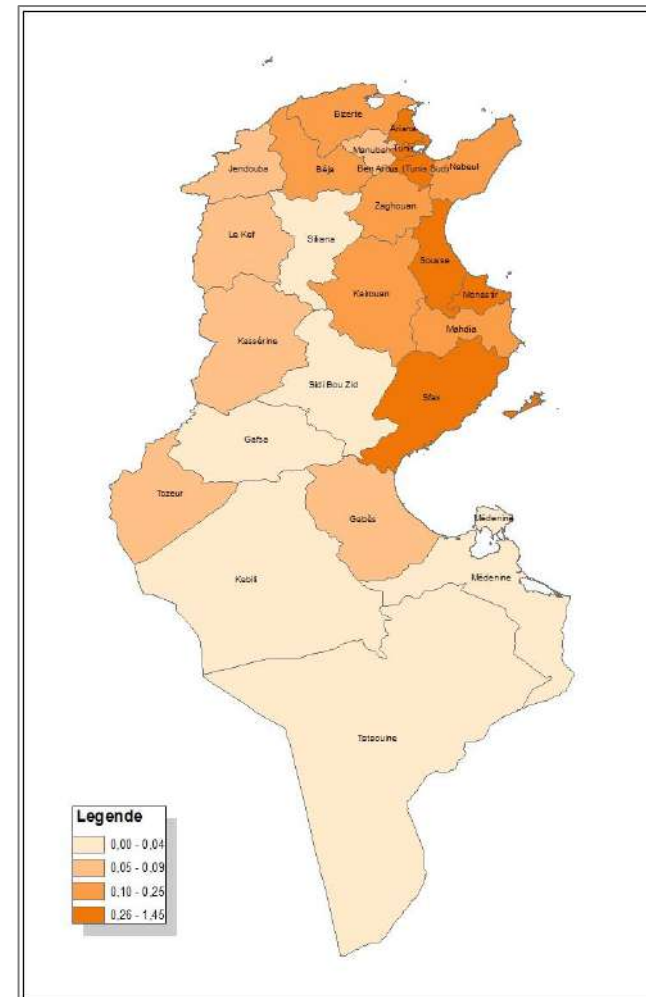 Bizerte
Ariana
Tunis
Manubah
Jendouba
Béja
Ben Arous (Tunis Sud)
Nabeul
Zaghouan
Le Kef
Siliana
Sousse
Kairouan
Monastir
Mahdia
Kassérine
Sidi Bou Zid
Sfax
Gafsa
Tozeur
Gabès
Médenine
Médenine
Kebili
Tataouine
Legende
0,00 - 0,04
0,05 - 0,09
0,10 - 0,25
0,26 - 1,45